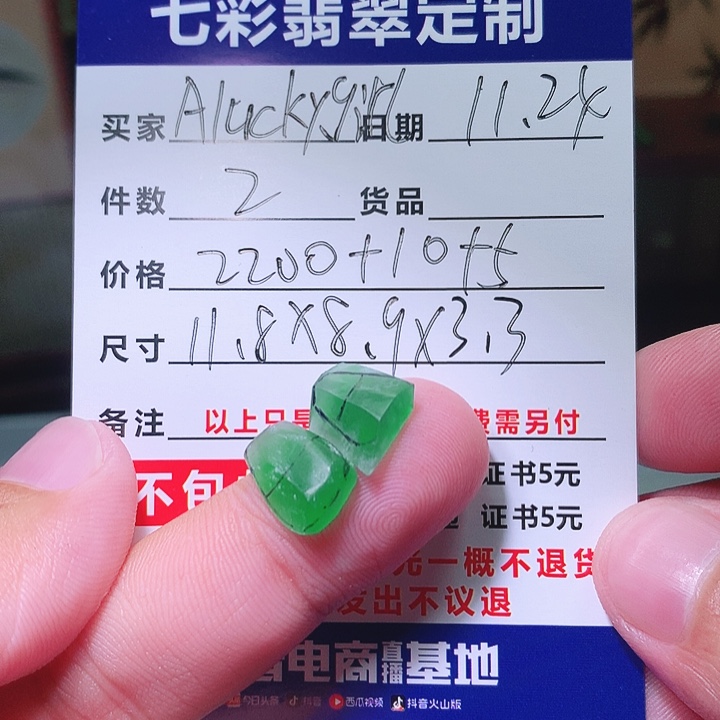 七彩翡翠定制
买家 Aluckygirl 日期 11.24
件数 2 货品
价格 2200+10+5
尺寸 11.8X8.9X3.3
备注 以上只是 费需另付
不包 证书5元
证书5元
光一概不退货
发出不议退
电商直播基地
今日头条 抖音 西瓜视频 抖音火山版